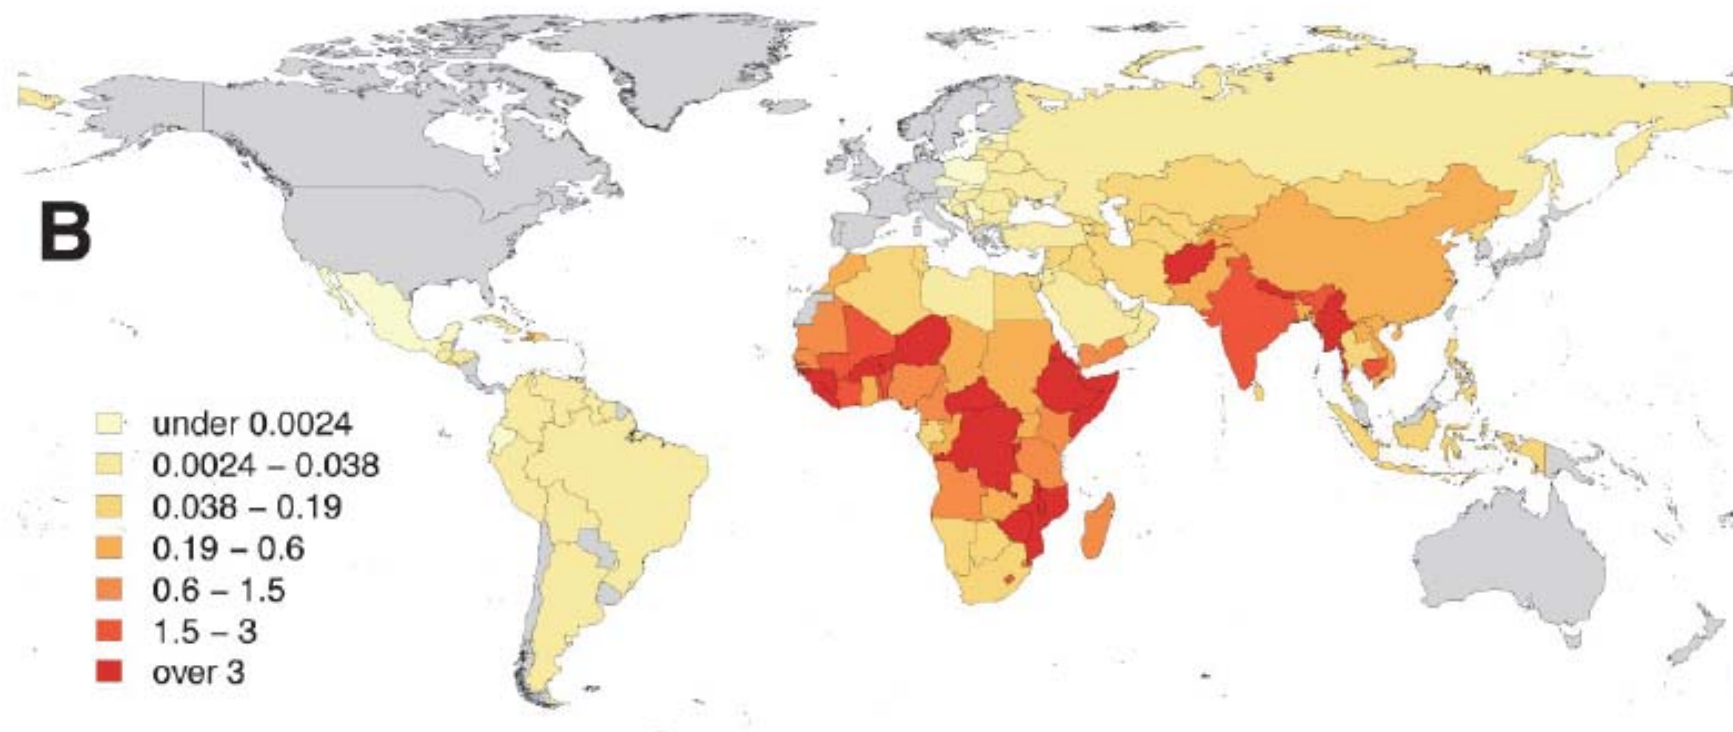 B
under 0.0024
0.0024 – 0.038
0.038 – 0.19
0.19 – 0.6
0.6 – 1.5
1.5 – 3
over 3